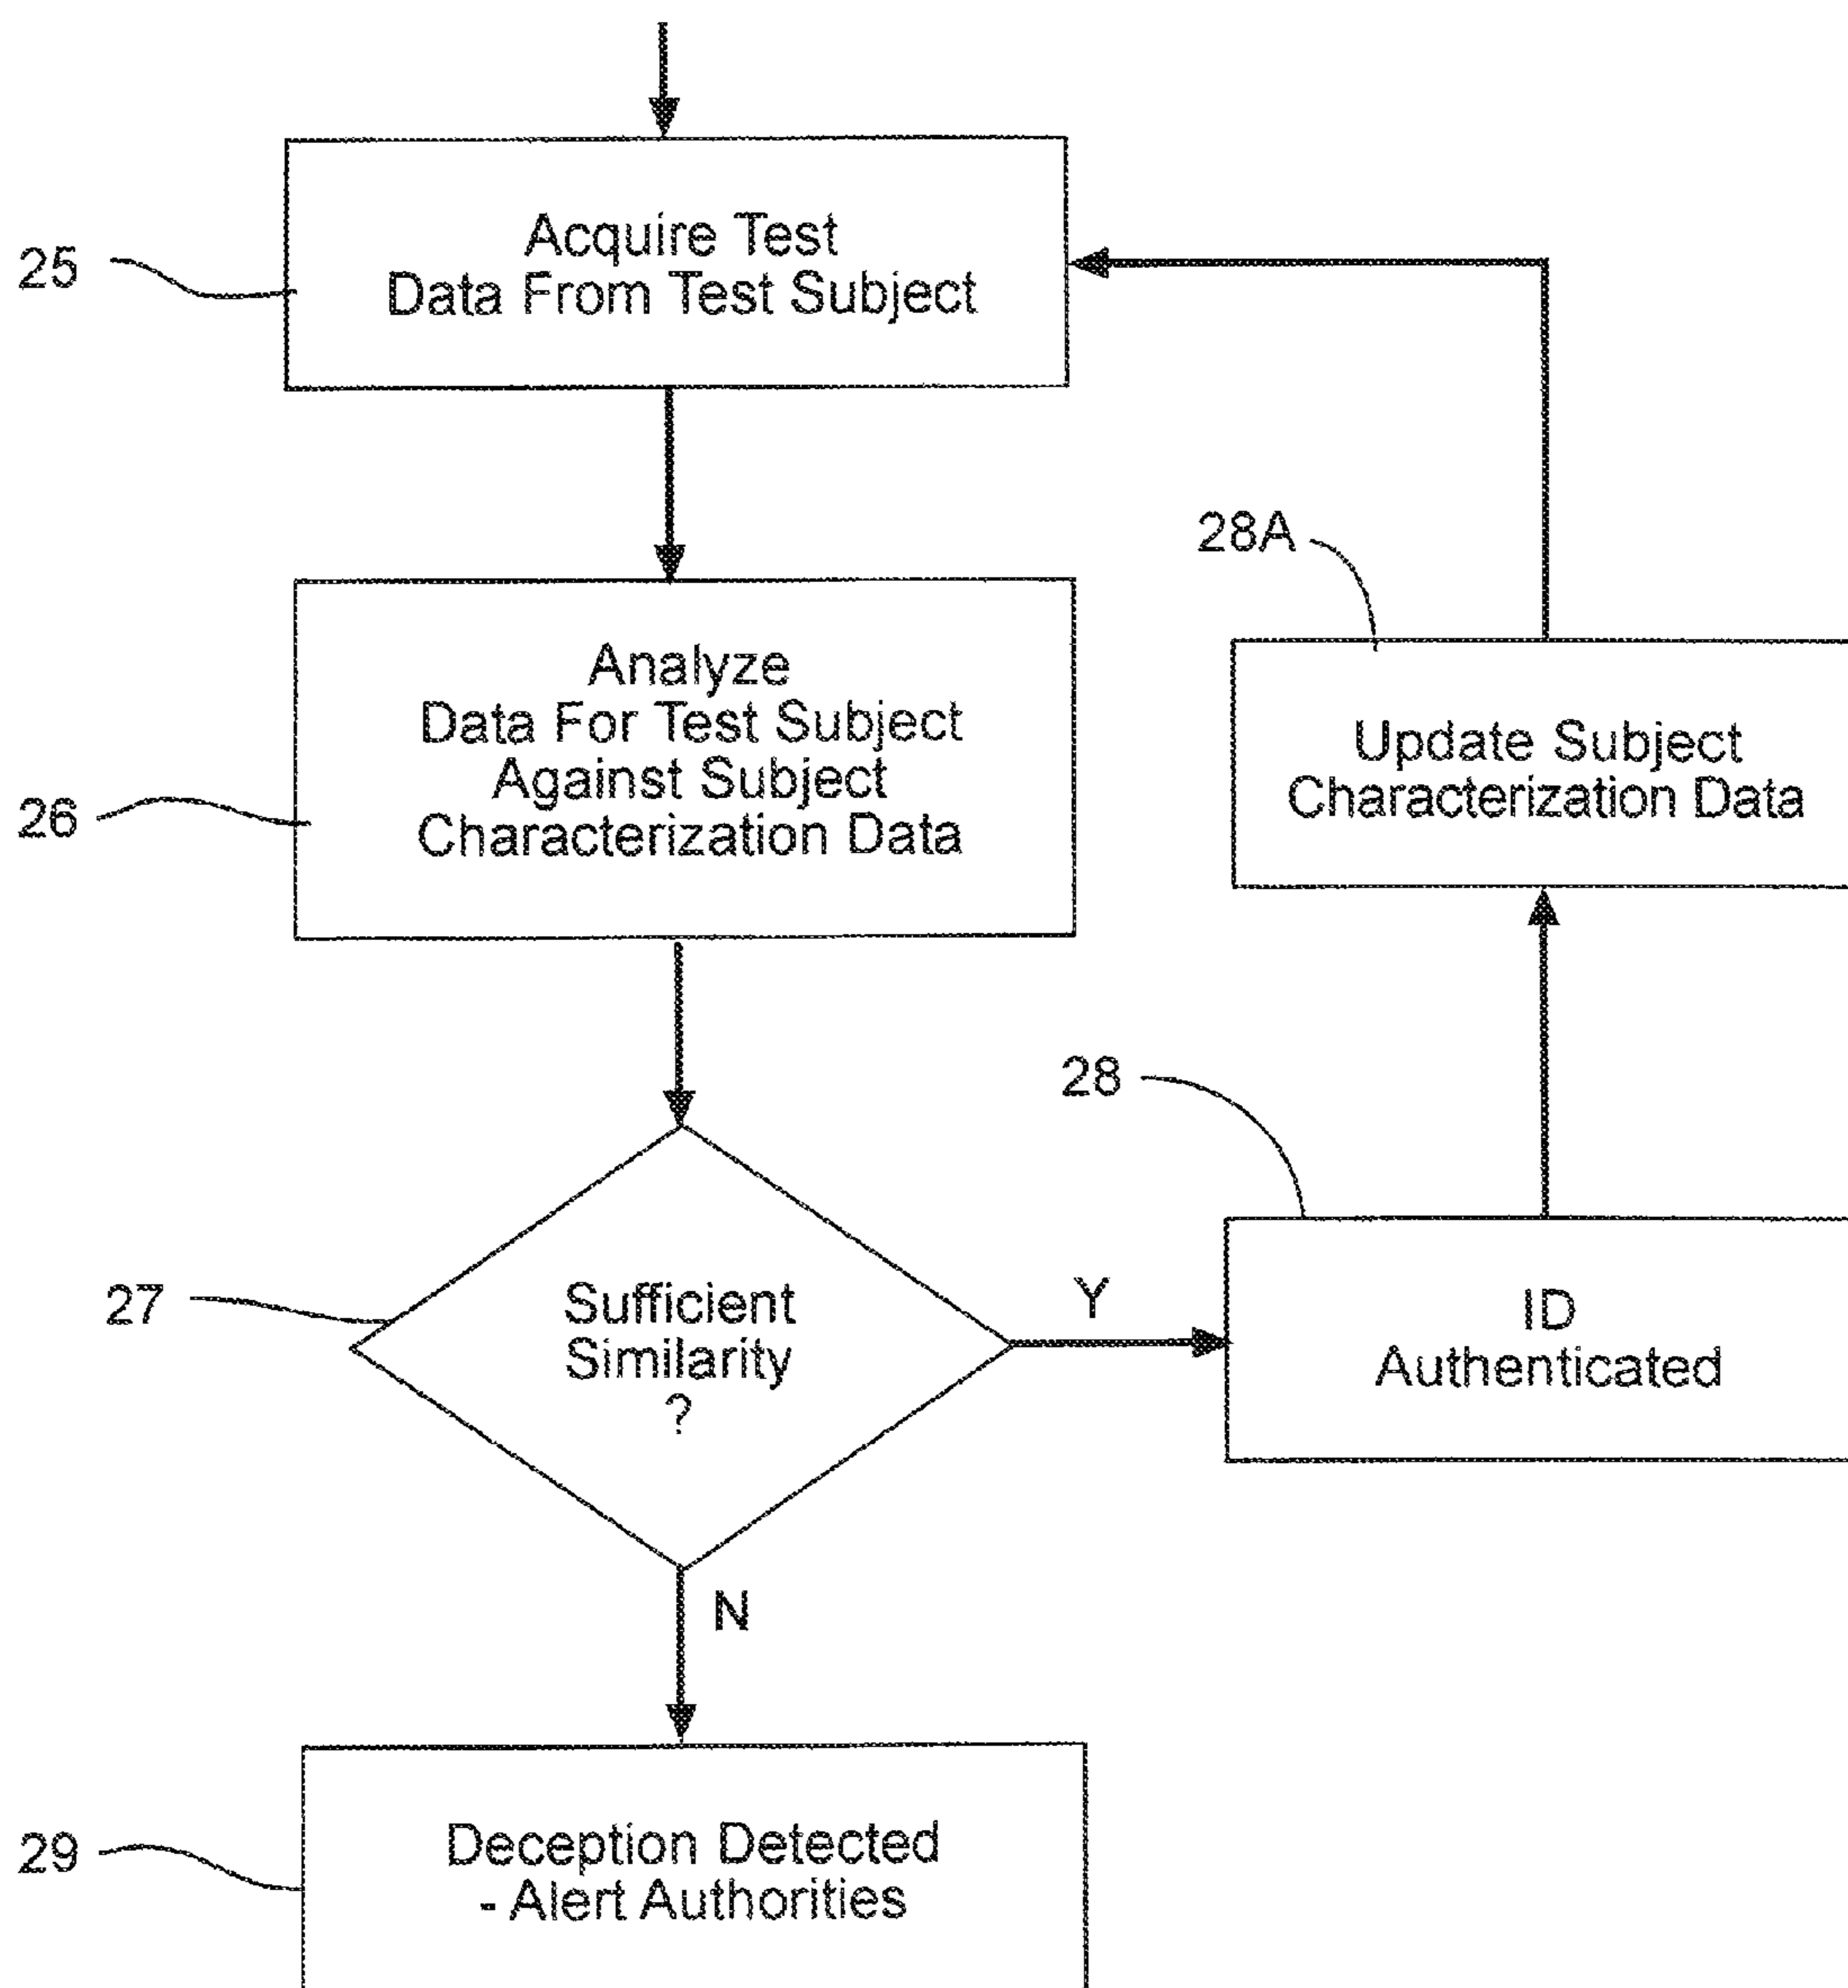 25
Acquire Test
Data From Test Subject
28A
Analyze
Data For Test Subject
Against Subject
Characterization Data
26
Update Subject
Characterization Data
28
27
Sufficient
Similarity
?
Y
ID
Authenticated
N
29
Deception Detected
- Alert Authorities